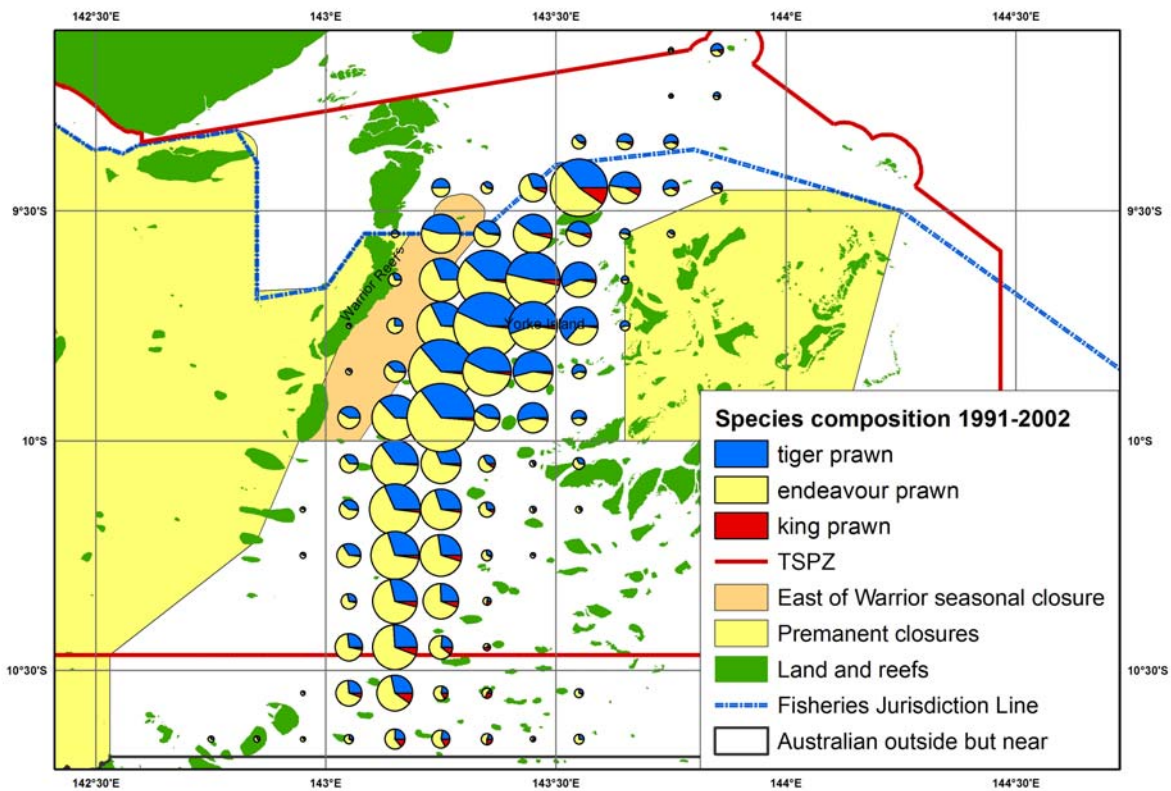 142°30'E 143°E 143°30'E 144°E 144°30'E
9°30'S 9°30'S
Warrior Reefs
Yorke Island
10°S 10°S
Species composition 1991-2002
tiger prawn
endeavour prawn
king prawn
TSPZ
East of Warrior seasonal closure
Premanent closures
Land and reefs
Fisheries Jurisdiction Line
Australian outside but near
10°30'S 10°30'S
142°30'E 143°E 143°30'E 144°E 144°30'E